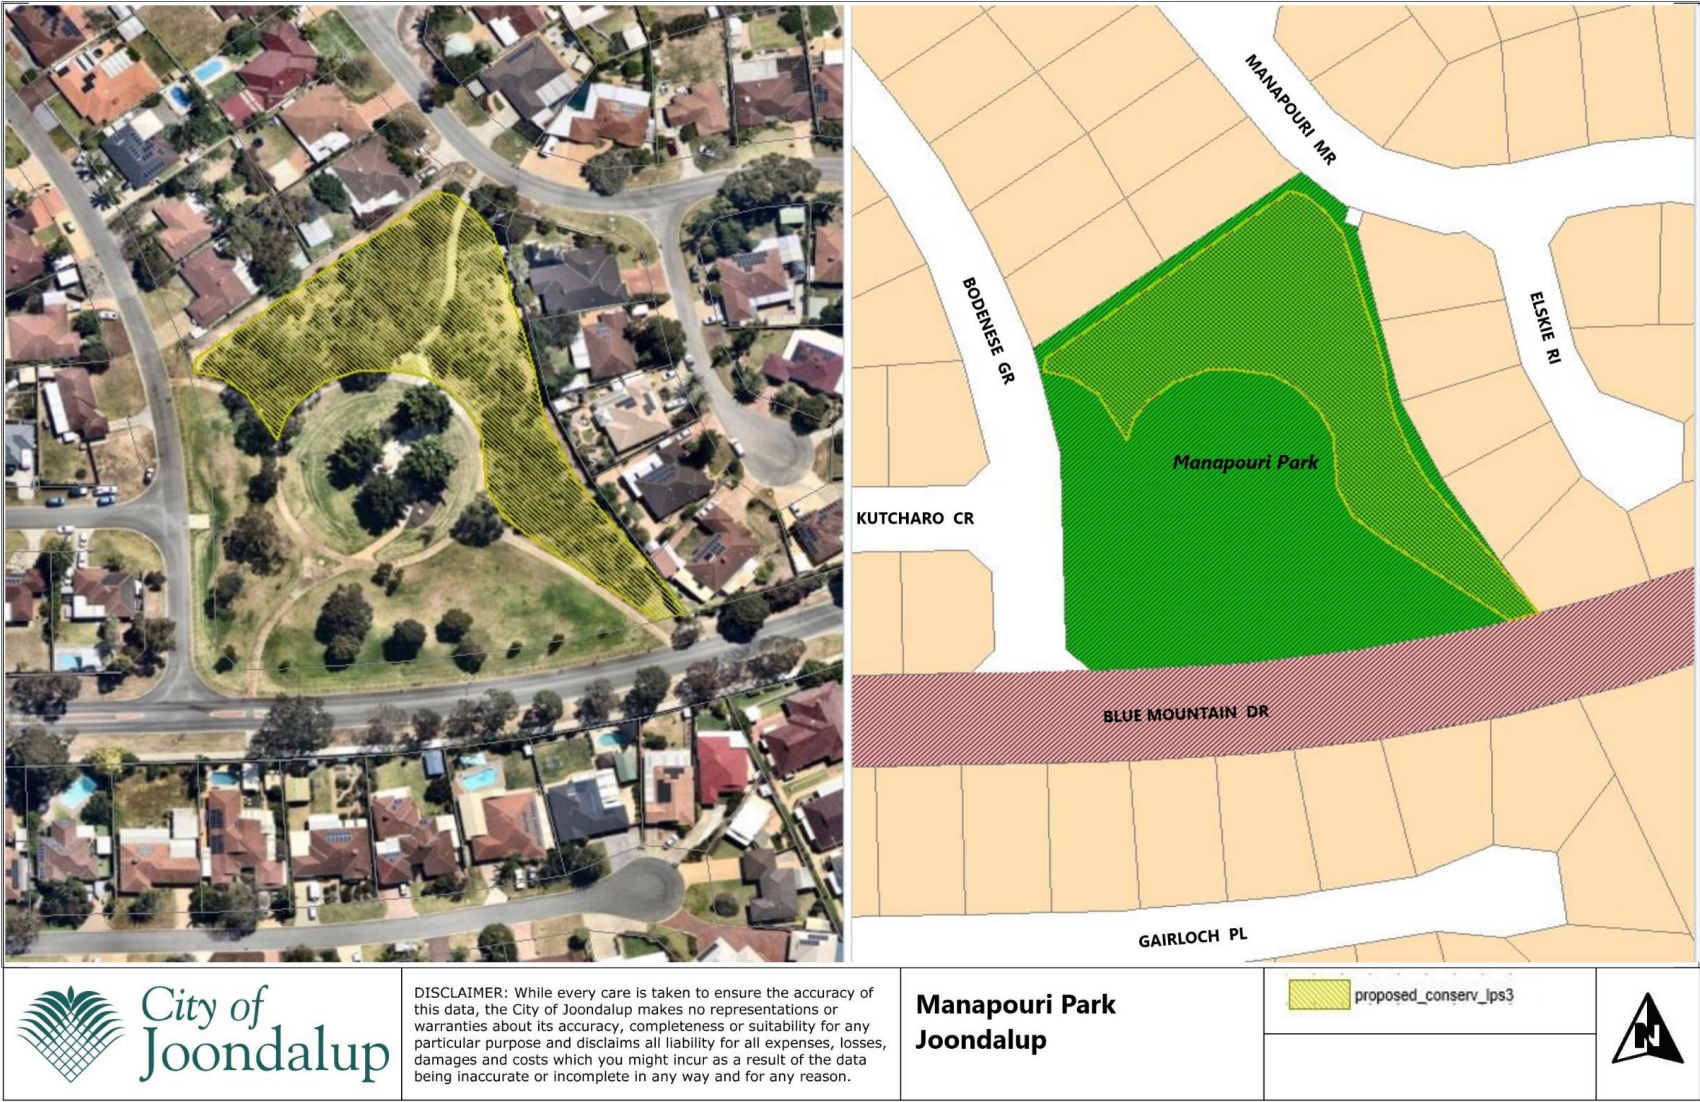 MANAPOURI MR
BODENESE GR
ELSKIE RI
Manapouri Park
KUTCHARO CR
BLUE MOUNTAIN DR
GAIRLOCH PL
City of
Joondalup
DISCLAIMER: While every care is taken to ensure the accuracy of
this data, the City of Joondalup makes no representations or
warranties about its accuracy, completeness or suitability for any
particular purpose and disclaims all liability for all expenses, losses,
damages and costs which you might incur as a result of the data
being inaccurate or incomplete in any way and for any reason.
Manapouri Park
Joondalup
proposed_conserv_lps3
N